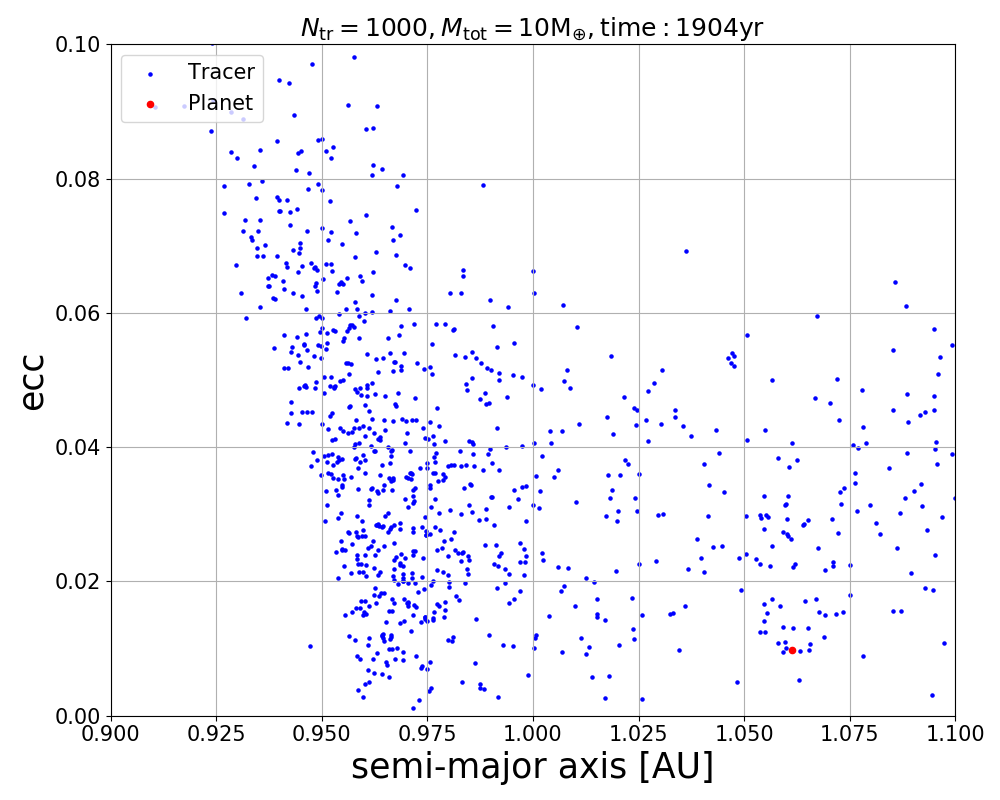 N_tr = 1000, M_tot = 10M_⊕, time : 1904yr
Tracer
Planet
ecc
0.10
0.08
0.06
0.04
0.02
0.00
0.900 0.925 0.950 0.975 1.000 1.025 1.050 1.075 1.100
semi-major axis [AU]